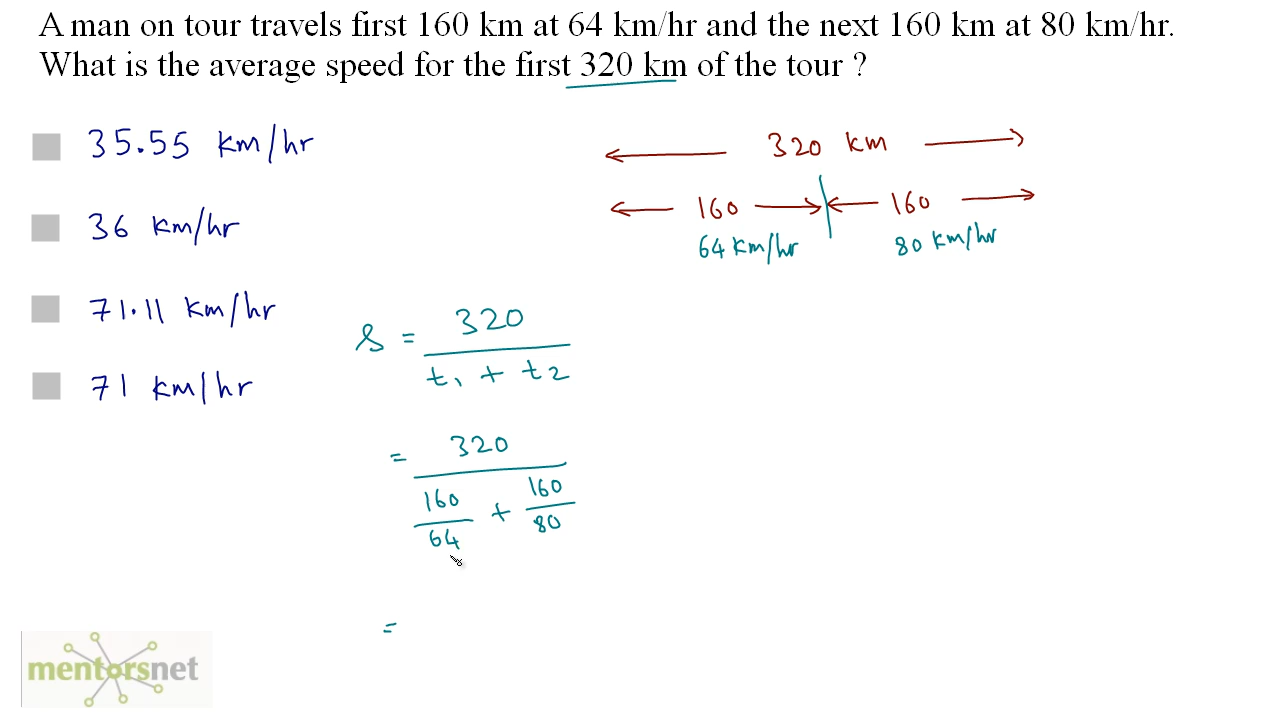 A man on tour travels first 160 km at 64 km/hr and the next 160 km at 80 km/hr.
What is the average speed for the first 320 km of the tour ?
35.55 km/hr
36 km/hr
71.11 km/hr
71 km/hr
320 km
160 160
64 km/hr 80 km/hr
s = 320
t1 + t2
= 320
160 + 160
64 80
=
mentorsnet